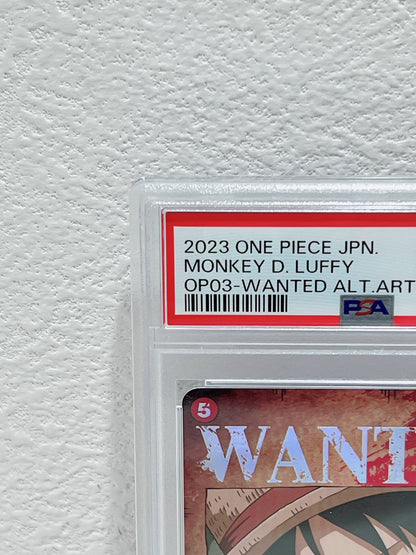 2023 ONE PIECE JPN.
MONKEY D. LUFFY
OP03-WANTED ALT.ART
PSA
5
WANT